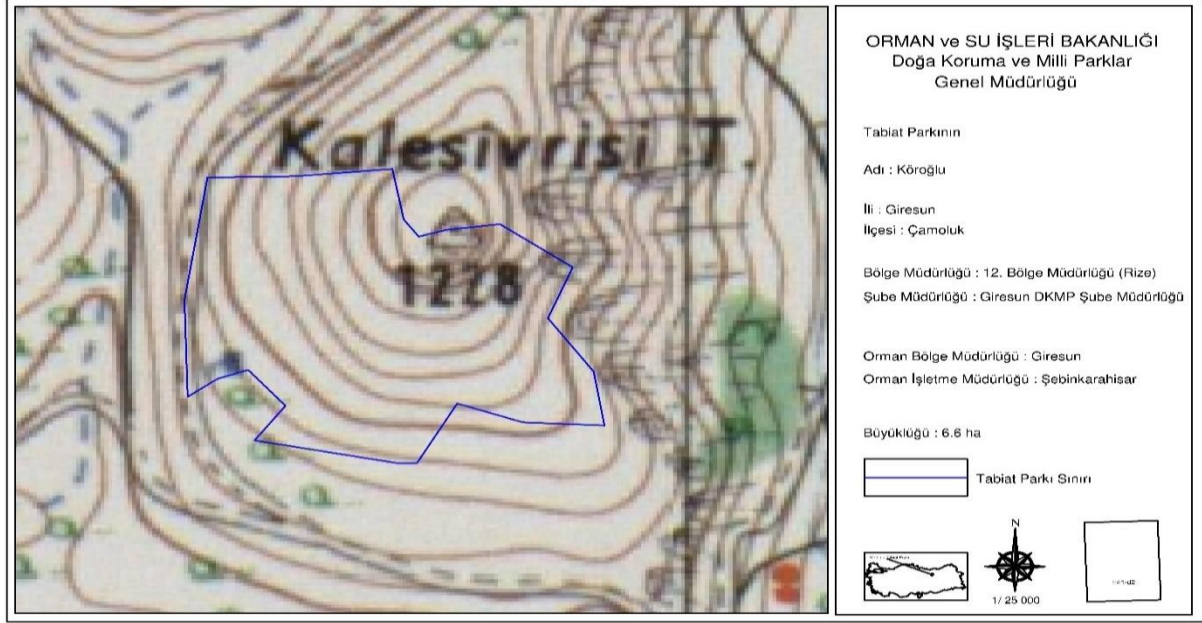 Kalesivrisi T.
1228
ORMAN ve SU İŞLERİ BAKANLIĞI
Doğa Koruma ve Milli Parklar
Genel Müdürlüğü
Tabiat Parkının
Adı : Köroğlu
İli : Giresun
İlçesi : Çamoluk
Bölge Müdürlüğü : 12. Bölge Müdürlüğü (Rize)
Şube Müdürlüğü : Giresun DKMP Şube Müdürlüğü
Orman Bölge Müdürlüğü : Giresun
Orman İşletme Müdürlüğü : Şebinkarahisar
Büyüklüğü : 6.6 ha
Tabiat Parkı Sınırı
N
1/ 25 000